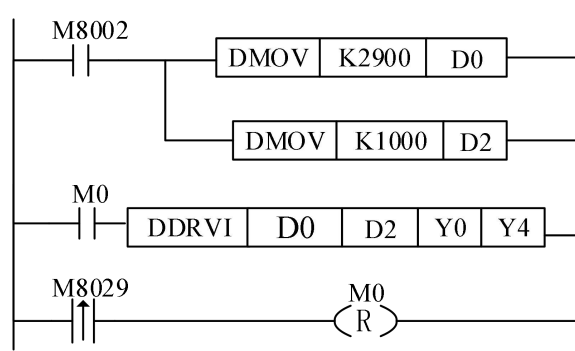 M8002
DMOV K2900 D0
DMOV K1000 D2
M0
DDRVI D0 D2 Y0 Y4
M8029 M0
R